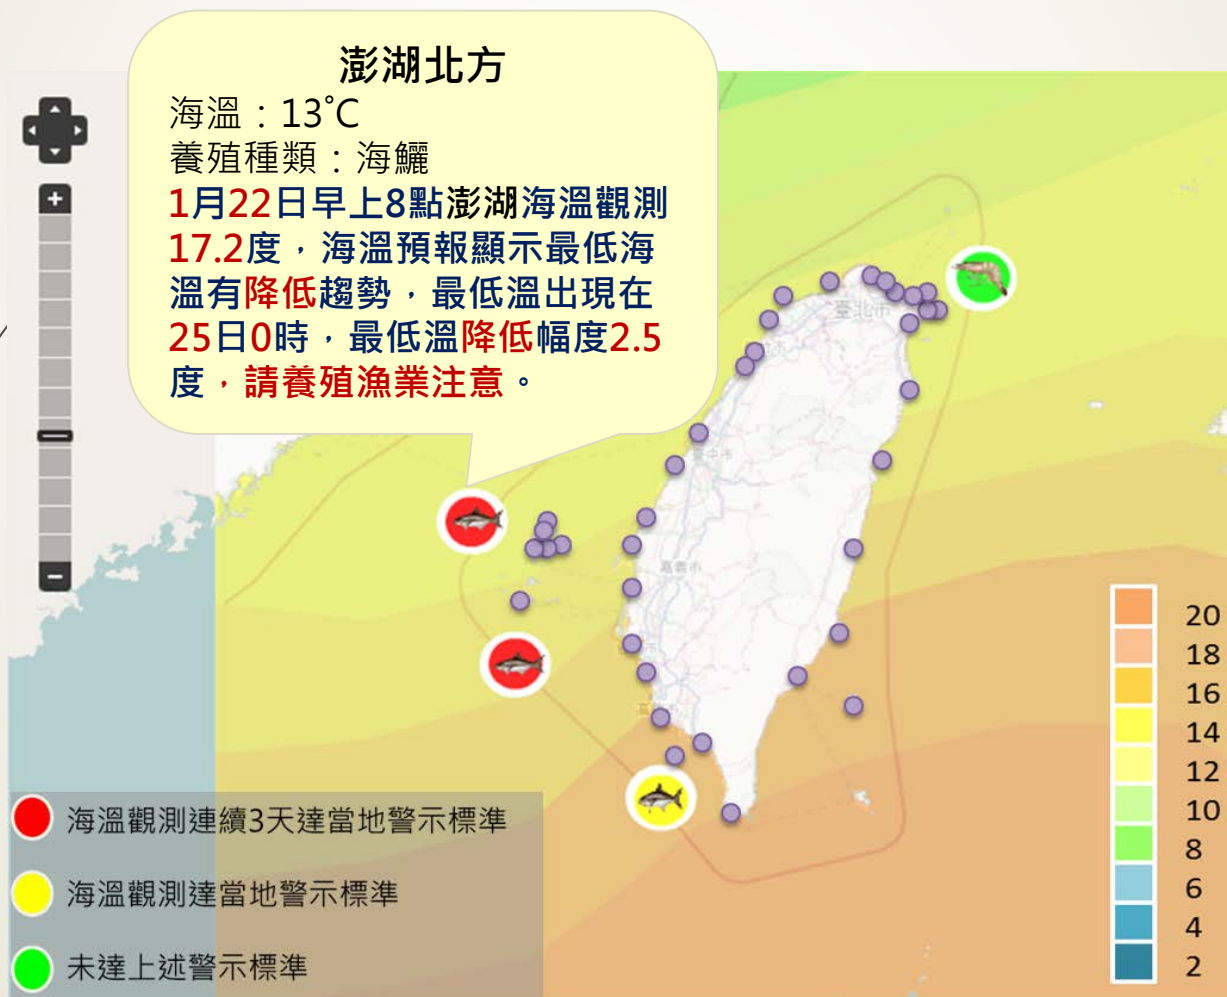 澎湖北方
海溫：13°C
養殖種類：海鱺
1月22日早上8點澎湖海溫觀測
17.2度，海溫預報顯示最低海
溫有降低趨勢，最低溫出現在
25日0時，最低溫降低幅度2.5
度，請養殖漁業注意。
+
臺北市
嘉義市
−
20
18
16
14
12
10
8
6
4
2
海溫觀測連續3天達當地警示標準
海溫觀測達當地警示標準
未達上述警示標準